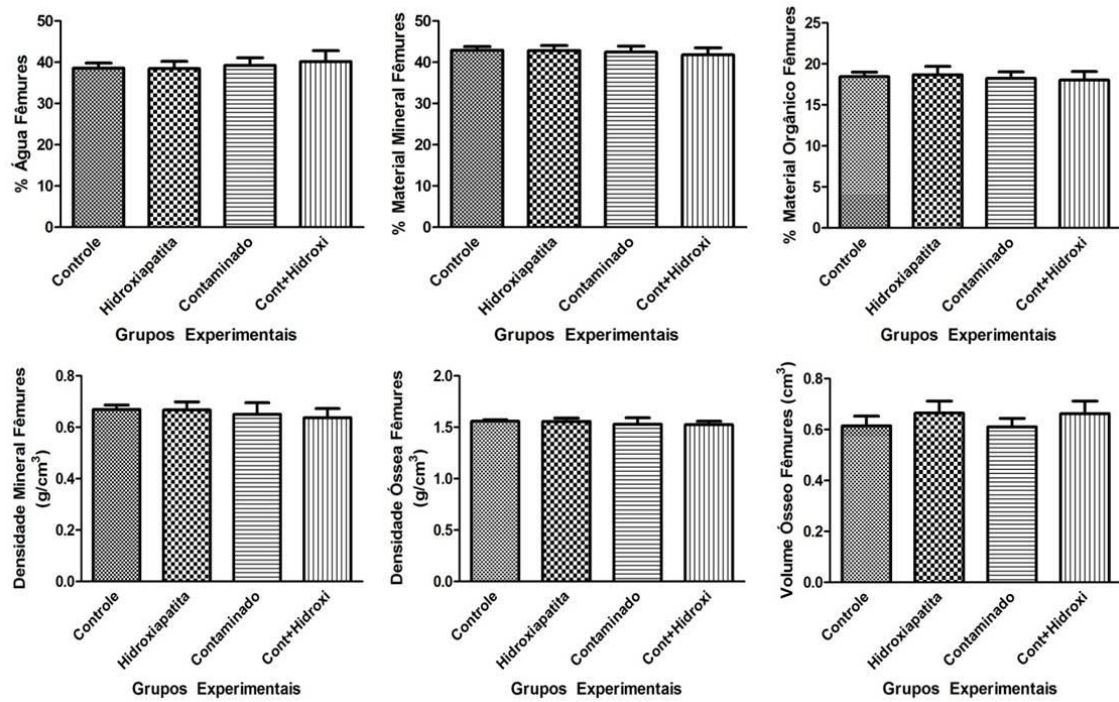 % Água Fêmures
50
40
30
20
10
0
Controle
Hidroxiapatita
Contaminado
Cont+Hidroxi
Grupos Experimentais
% Material Mineral Fêmures
50
40
30
20
10
0
Controle
Hidroxiapatita
Contaminado
Cont+Hidroxi
Grupos Experimentais
% Material Orgânico Fêmures
25
20
15
10
5
0
Controle
Hidroxiapatita
Contaminado
Cont+Hidroxi
Grupos Experimentais
Densidade Mineral Fêmures
(g/cm³)
0.8
0.6
0.4
0.2
0.0
Controle
Hidroxiapatita
Contaminado
Cont+Hidroxi
Grupos Experimentais
Densidade Óssea Fêmures
(g/cm³)
2.0
1.5
1.0
0.5
0.0
Controle
Hidroxiapatita
Contaminado
Cont+Hidroxi
Grupos Experimentais
Volume Ósseo Fêmures (cm³)
0.8
0.6
0.4
0.2
0.0
Controle
Hidroxiapatita
Contaminado
Cont+Hidroxi
Grupos Experimentais